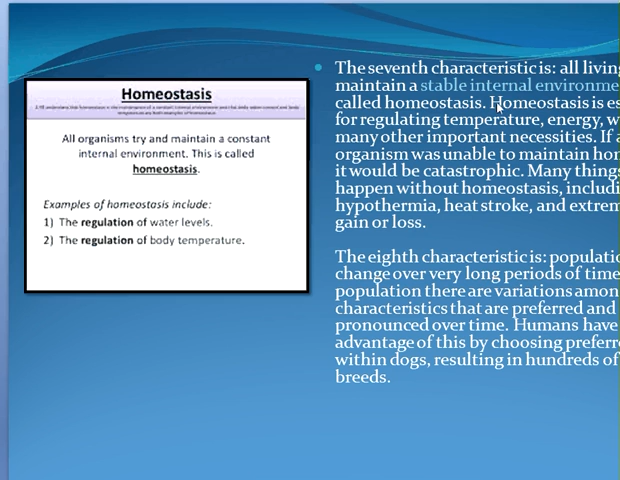 Homeostasis
All organisms try and maintain a constant
internal environment. This is called
homeostasis.
Examples of homeostasis include:
1) The regulation of water levels.
2) The regulation of body temperature.
The seventh characteristic is: all living
maintain a stable internal environme
called homeostasis. Homeostasis is es
for regulating temperature, energy, w
many other important necessities. If a
organism was unable to maintain hom
it would be catastrophic. Many things
happen without homeostasis, includi
hypothermia, heat stroke, and extrem
gain or loss.
The eighth characteristic is: populatio
change over very long periods of time
population there are variations amon
characteristics that are preferred and
pronounced over time. Humans have
advantage of this by choosing preferr
within dogs, resulting in hundreds of
breeds.